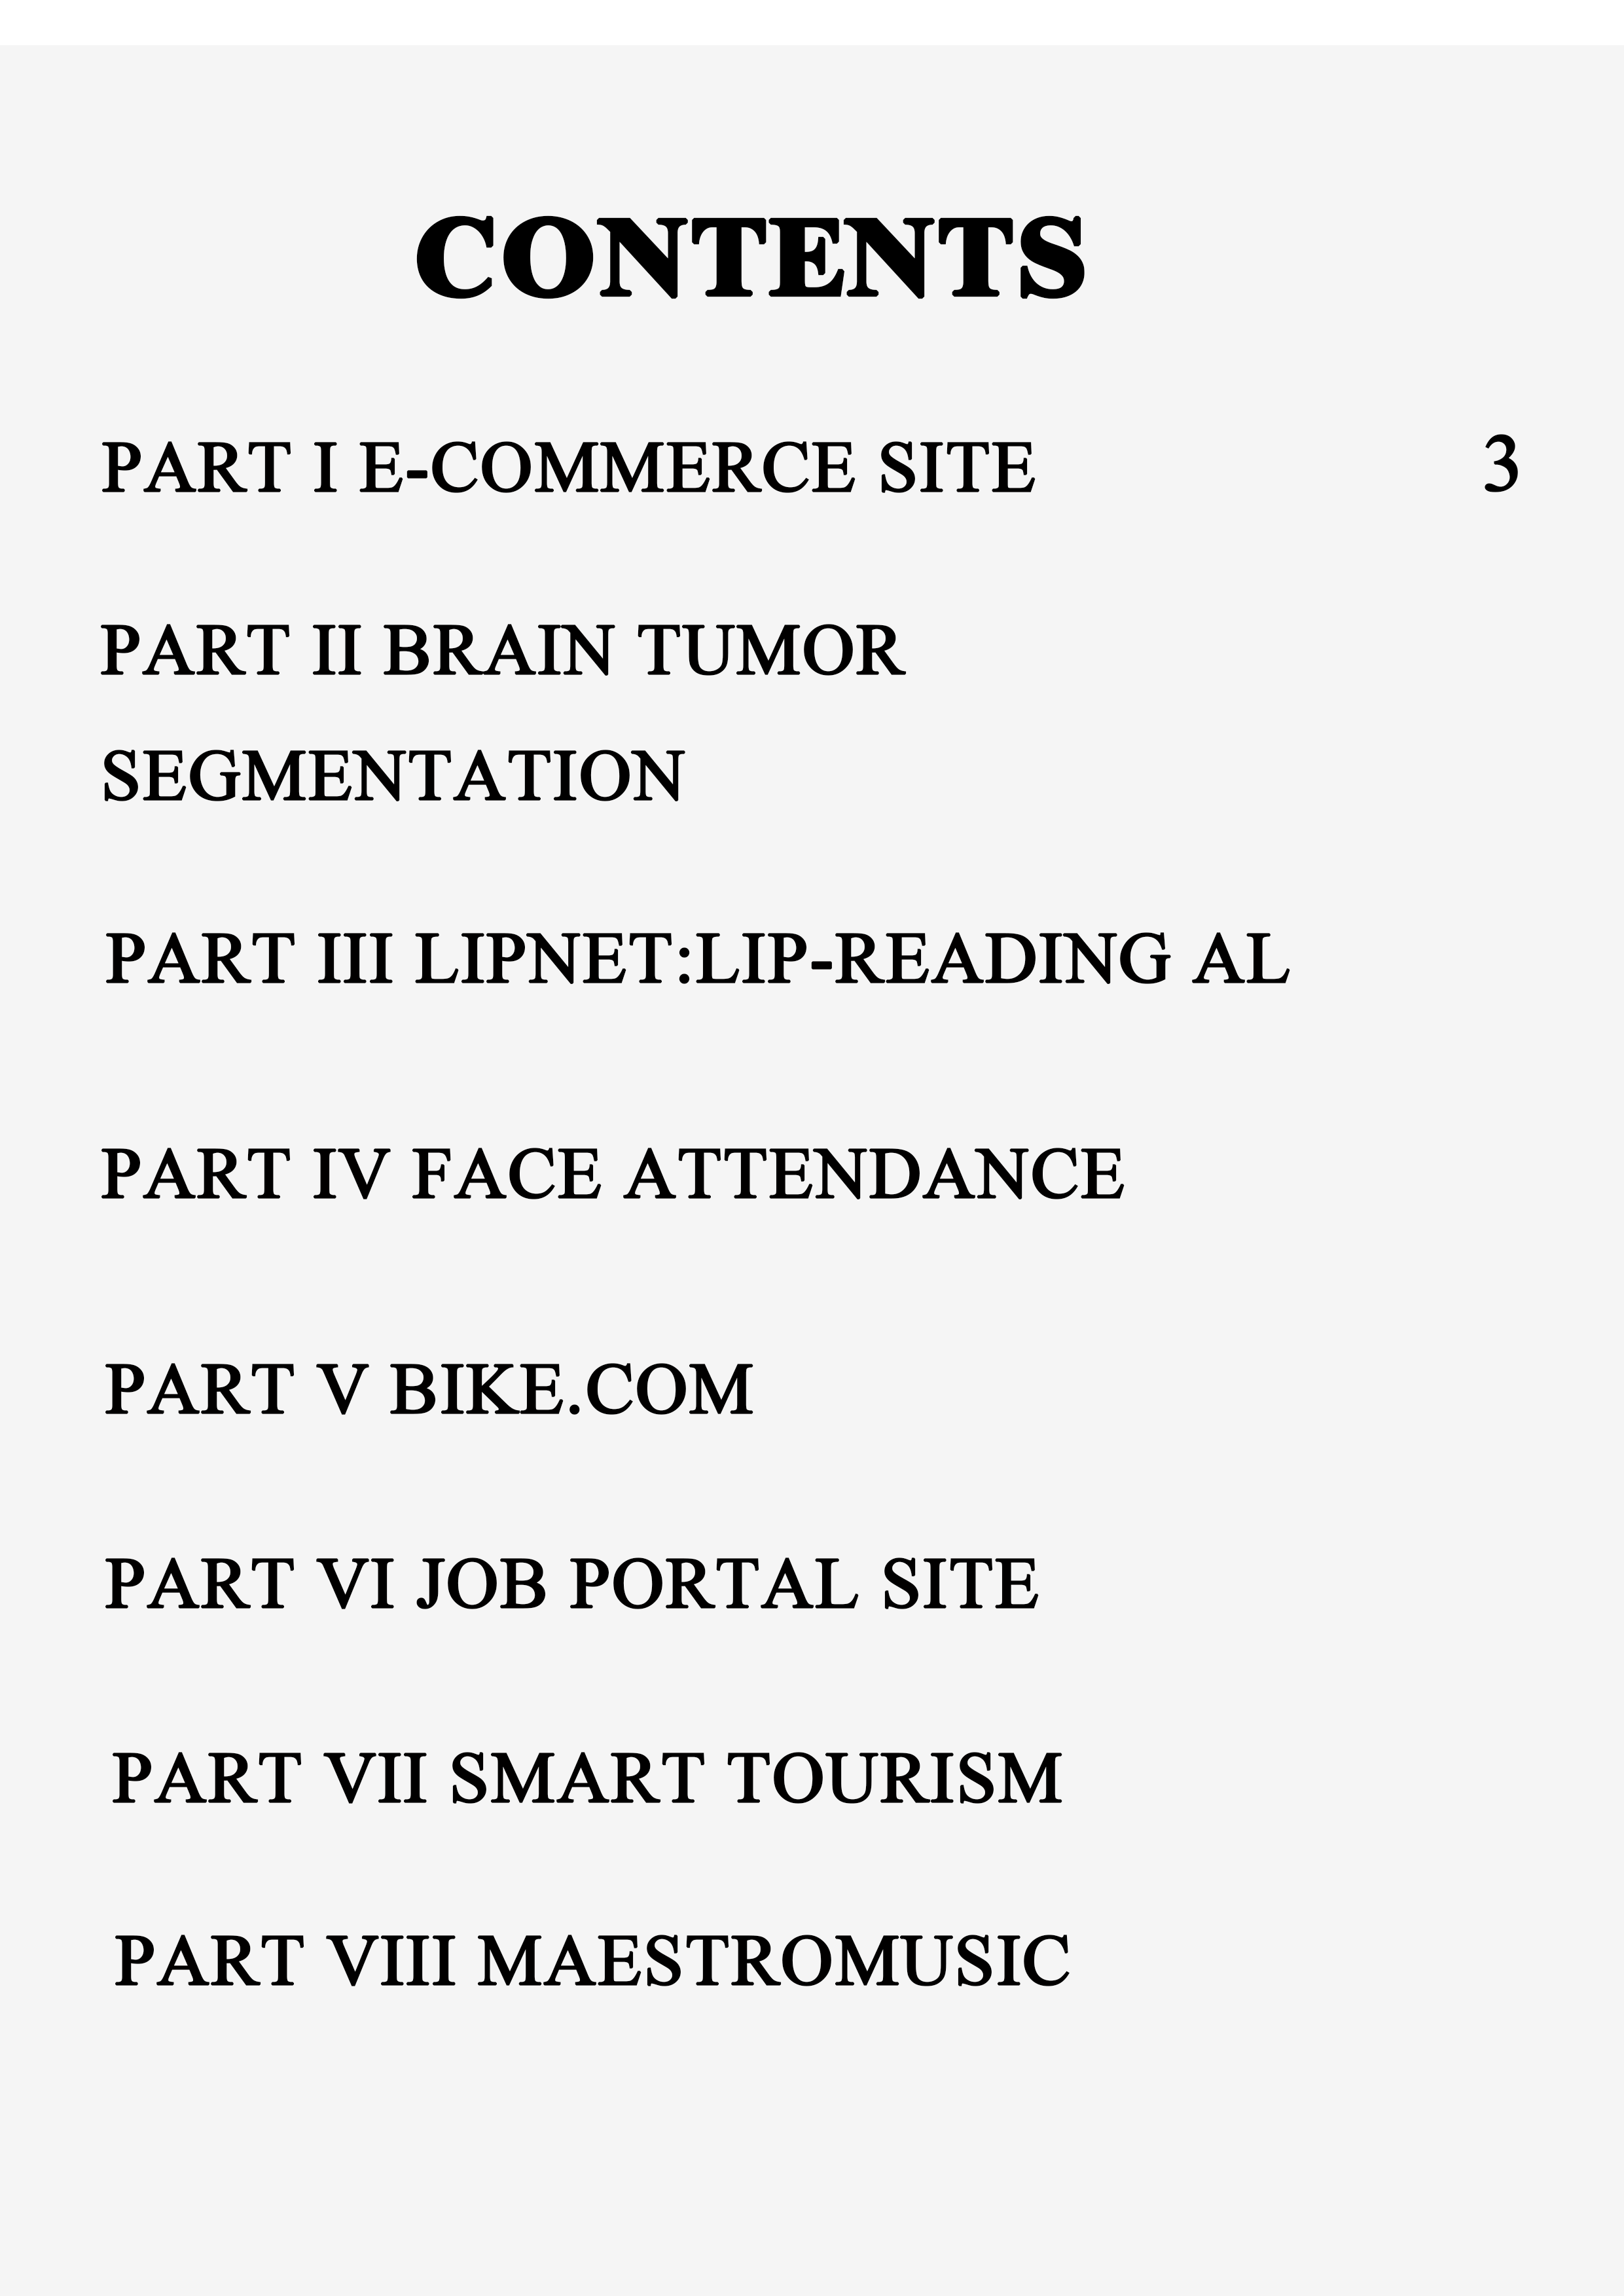 CONTENTS
PART I E-COMMERCE SITE 3
PART II BRAIN TUMOR
SEGMENTATION
PART III LIPNET:LIP-READING AL
PART IV FACE ATTENDANCE
PART V BIKE.COM
PART VI JOB PORTAL SITE
PART VII SMART TOURISM
PART VIII MAESTROMUSIC